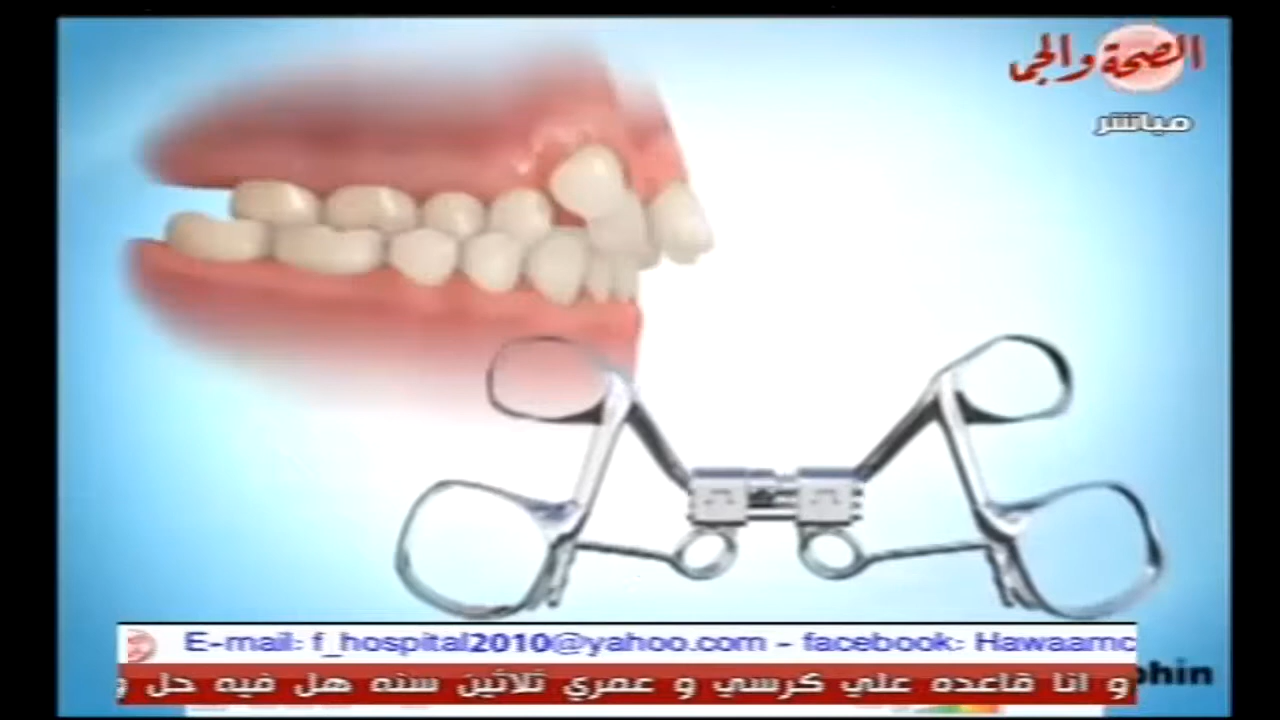 الصحة والجما
مباشر
E-mail: f_hospital2010@yahoo.com - facebook: Hawaamc
و انا قاعده علي كرسي و عمري ثلاثين سنه هل فيه حل و
phin